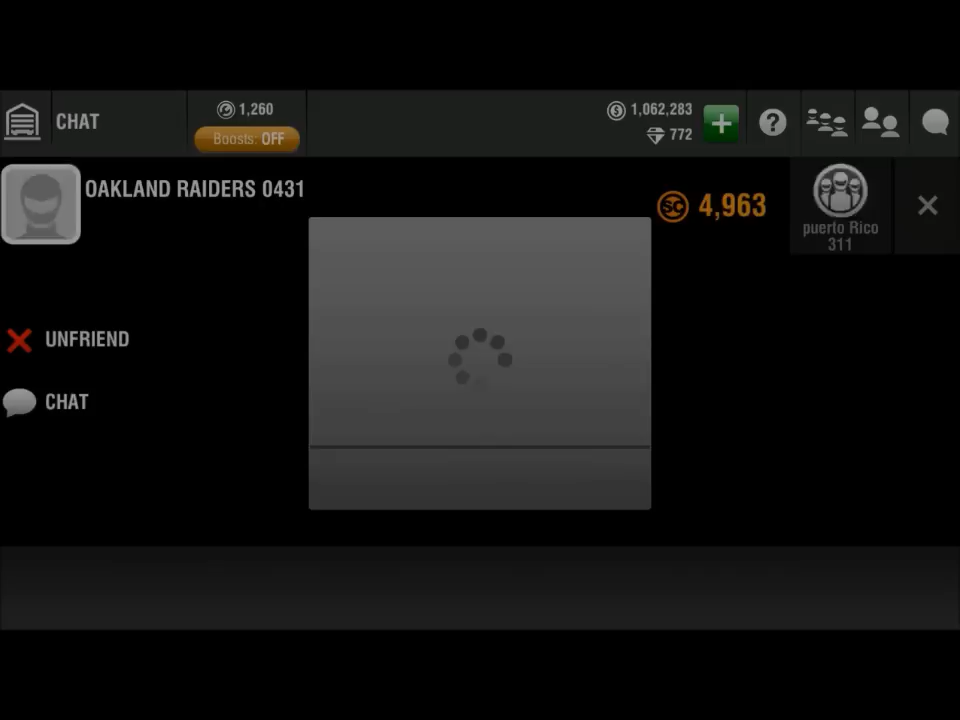 CHAT
1,260
Boosts: OFF
1,062,283
772
?
OAKLAND RAIDERS 0431
SC 4,963
puerto Rico
311
UNFRIEND
CHAT